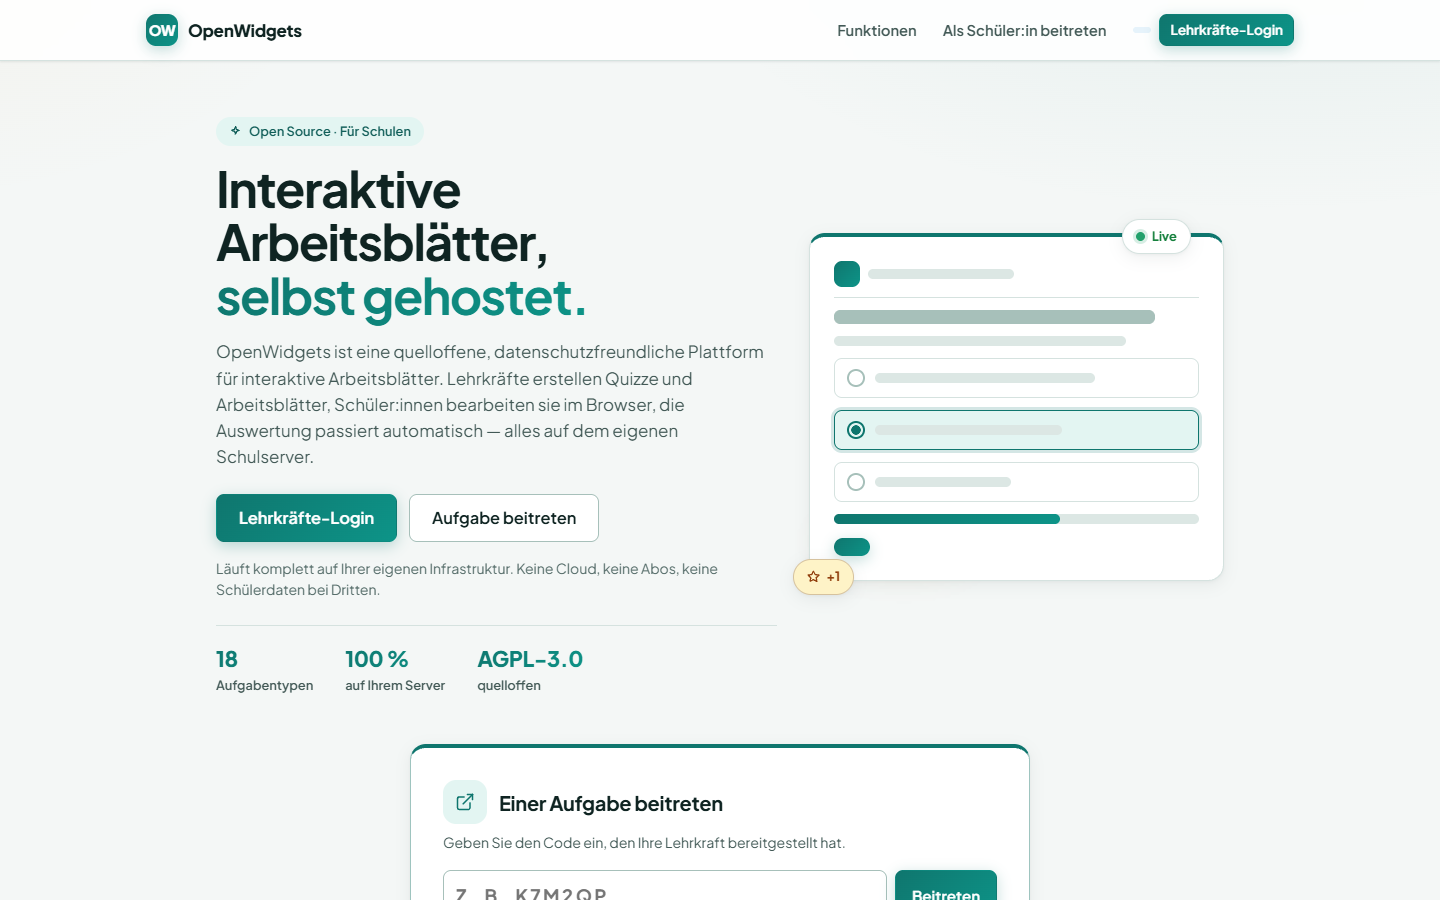 OW OpenWidgets
Funktionen
Als Schüler:in beitreten
Lehrkräfte-Login
Open Source · Für Schulen
Interaktive
Arbeitsblätter,
selbst gehostet.
OpenWidgets ist eine quelloffene, datenschutzfreundliche Plattform
für interaktive Arbeitsblätter. Lehrkräfte erstellen Quizze und
Arbeitsblätter, Schüler:innen bearbeiten sie im Browser, die
Auswertung passiert automatisch — alles auf dem eigenen
Schulserver.
Lehrkräfte-Login
Aufgabe beitreten
Läuft komplett auf Ihrer eigenen Infrastruktur. Keine Cloud, keine Abos, keine
Schülerdaten bei Dritten.
18
Aufgabentypen
100 %
auf Ihrem Server
AGPL-3.0
quelloffen
Live
+1
Einer Aufgabe beitreten
Geben Sie den Code ein, den Ihre Lehrkraft bereitgestellt hat.
Z. B. K7M2QP
Beitreten